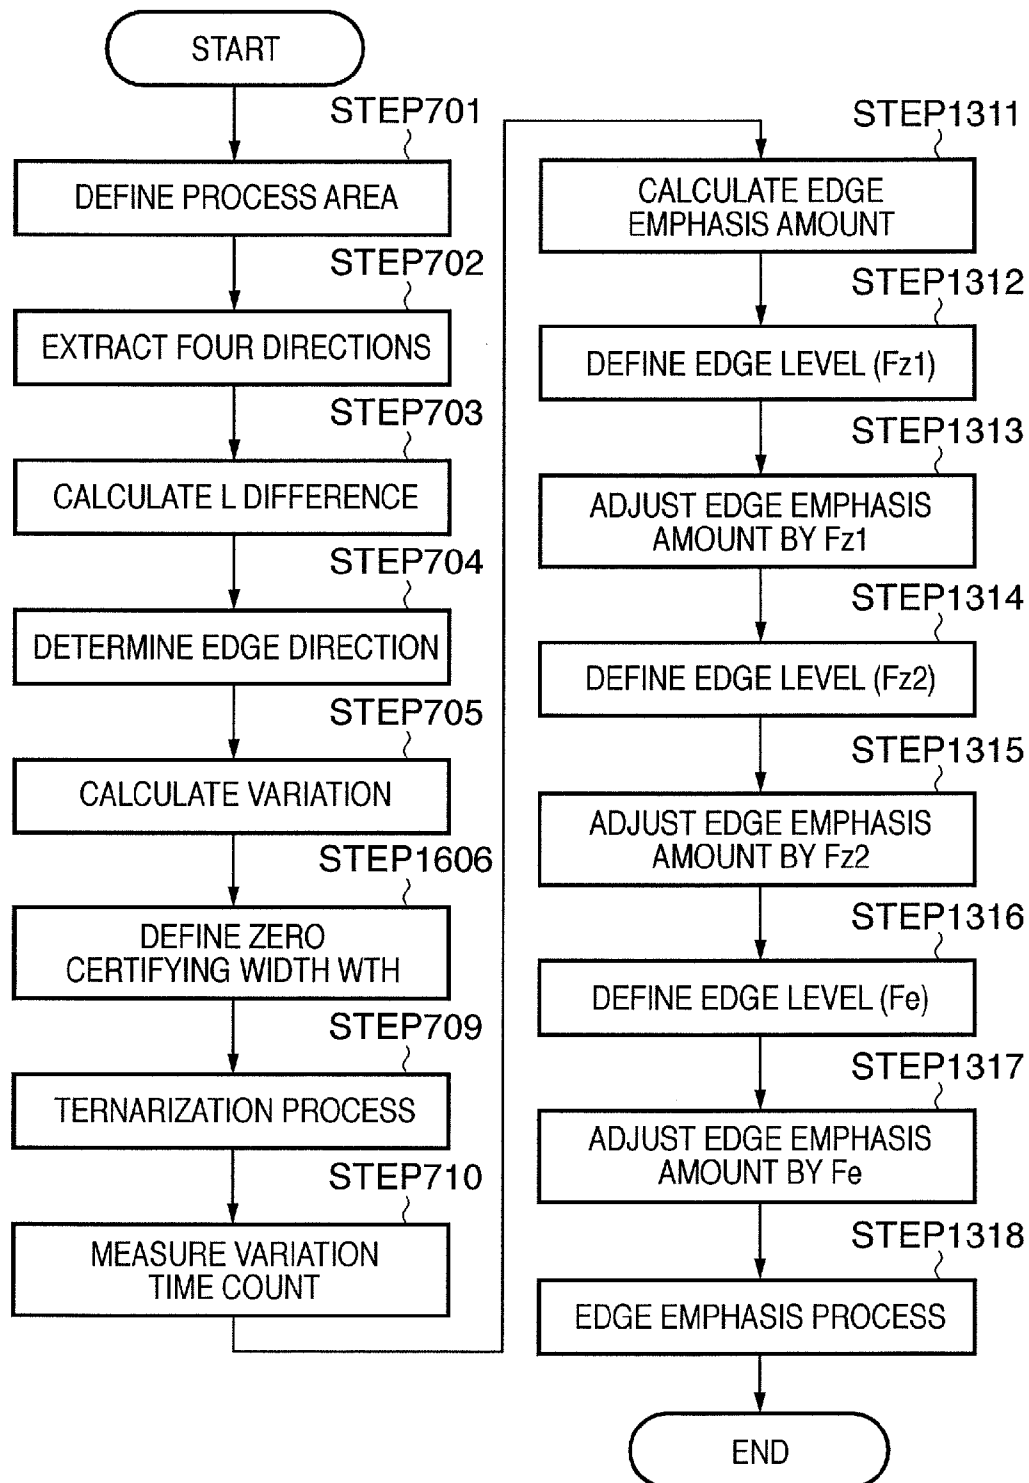 START
STEP701
DEFINE PROCESS AREA
STEP702
EXTRACT FOUR DIRECTIONS
STEP703
CALCULATE L DIFFERENCE
STEP704
DETERMINE EDGE DIRECTION
STEP705
CALCULATE VARIATION
STEP1606
DEFINE ZERO
CERTIFYING WIDTH WTH
STEP709
TERNARIZATION PROCESS
STEP710
MEASURE VARIATION
TIME COUNT
STEP1311
CALCULATE EDGE
EMPHASIS AMOUNT
STEP1312
DEFINE EDGE LEVEL (Fz1)
STEP1313
ADJUST EDGE EMPHASIS
AMOUNT BY Fz1
STEP1314
DEFINE EDGE LEVEL (Fz2)
STEP1315
ADJUST EDGE EMPHASIS
AMOUNT BY Fz2
STEP1316
DEFINE EDGE LEVEL (Fe)
STEP1317
ADJUST EDGE EMPHASIS
AMOUNT BY Fe
STEP1318
EDGE EMPHASIS PROCESS
END